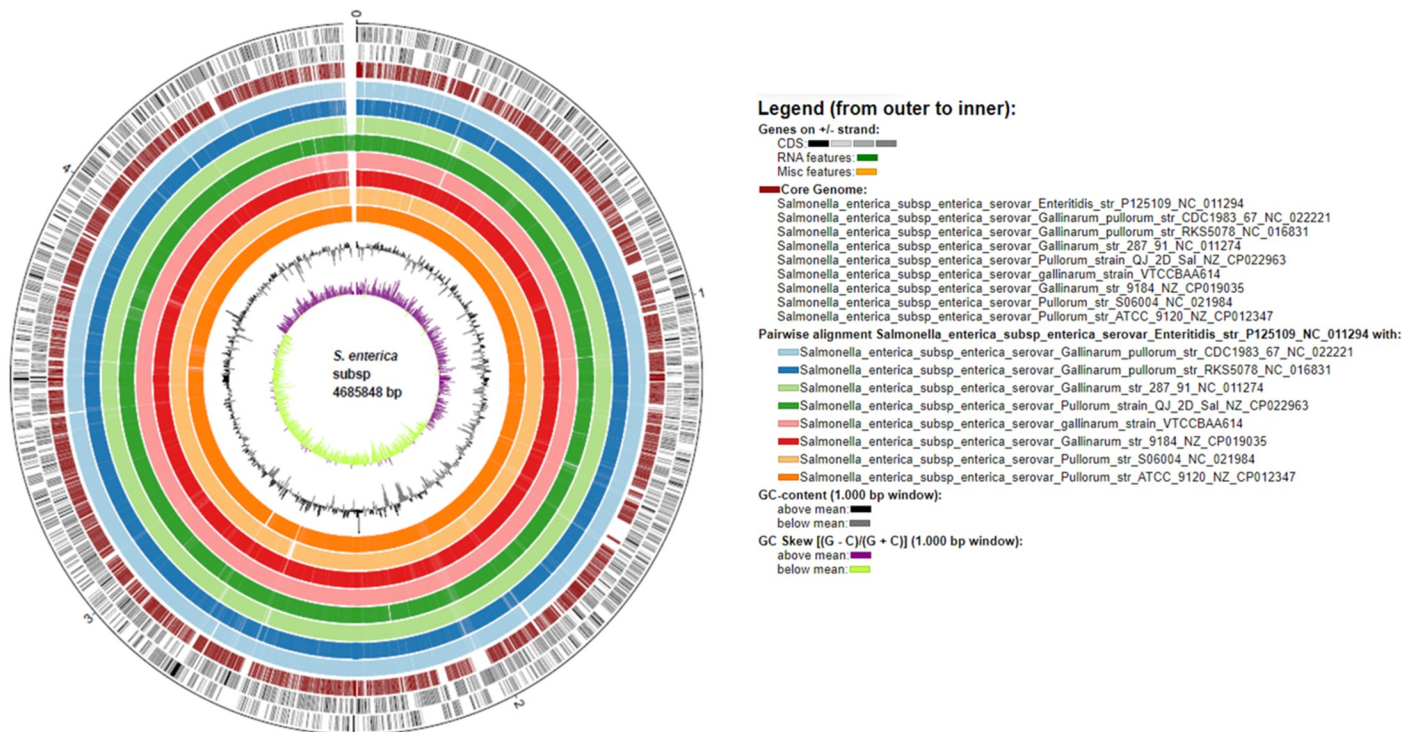 0
1
2
3
4
S. enterica
subsp
4685848 bp
Legend (from outer to inner):
Genes on +/- strand:
CDS:
RNA features:
Misc features:
Core Genome:
Salmonella_enterica_subsp_enterica_serovar_Enteritidis_str_P125109_NC_011294
Salmonella_enterica_subsp_enterica_serovar_Gallinarum_pullorum_str_CDC1983_67_NC_022221
Salmonella_enterica_subsp_enterica_serovar_Gallinarum_pullorum_str_RKS5078_NC_016831
Salmonella_enterica_subsp_enterica_serovar_Gallinarum_str_287_91_NC_011274
Salmonella_enterica_subsp_enterica_serovar_Pullorum_strain_QJ_2D_Sal_NZ_CP022963
Salmonella_enterica_subsp_enterica_serovar_gallinarum_strain_VTCCBAA614
Salmonella_enterica_subsp_enterica_serovar_Gallinarum_str_9184_NZ_CP019035
Salmonella_enterica_subsp_enterica_serovar_Pullorum_str_S06004_NC_021984
Salmonella_enterica_subsp_enterica_serovar_Pullorum_str_ATCC_9120_NZ_CP012347
Pairwise alignment Salmonella_enterica_subsp_enterica_serovar_Enteritidis_str_P125109_NC_011294 with:
Salmonella_enterica_subsp_enterica_serovar_Gallinarum_pullorum_str_CDC1983_67_NC_022221
Salmonella_enterica_subsp_enterica_serovar_Gallinarum_pullorum_str_RKS5078_NC_016831
Salmonella_enterica_subsp_enterica_serovar_Gallinarum_str_287_91_NC_011274
Salmonella_enterica_subsp_enterica_serovar_Pullorum_strain_QJ_2D_Sal_NZ_CP022963
Salmonella_enterica_subsp_enterica_serovar_gallinarum_strain_VTCCBAA614
Salmonella_enterica_subsp_enterica_serovar_Gallinarum_str_9184_NZ_CP019035
Salmonella_enterica_subsp_enterica_serovar_Pullorum_str_S06004_NC_021984
Salmonella_enterica_subsp_enterica_serovar_Pullorum_str_ATCC_9120_NZ_CP012347
GC-content (1.000 bp window):
above mean:
below mean:
GC Skew [(G - C)/(G + C)] (1.000 bp window):
above mean:
below mean: